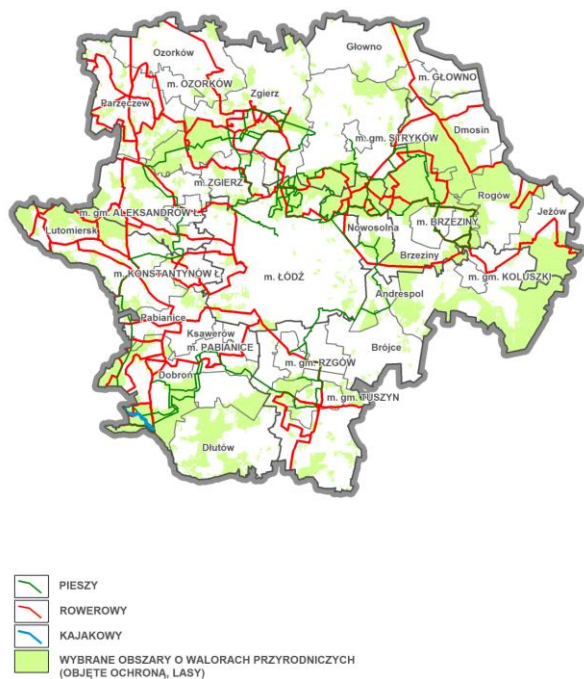 Ozorków
Głowno
m. OZORKÓW
m. GŁOWNO
Zgierz
Parzęczew
m. gm. STRYKÓW
Dmosin
m. ZGIERZ
Rogów
m. gm. ALEKSANDRÓW Ł.
Jeżów
Lutomiersk
Nowosolna
m. BRZEZINY
Brzeziny
m. KONSTANTYNÓW Ł.
m. ŁÓDŹ
m. gm. KOLUSZKI
Andrespol
Pabianice
Ksawerów
m. PABIANICE
Brójce
m. gm. RZGÓW
Dobroń
m. gm. TUSZYN
Dłutów
PIESZY
ROWEROWY
KAJAKOWY
WYBRANE OBSZARY O WALORACH PRZYRODNICZYCH
(OBJĘTE OCHRONĄ, LASY)